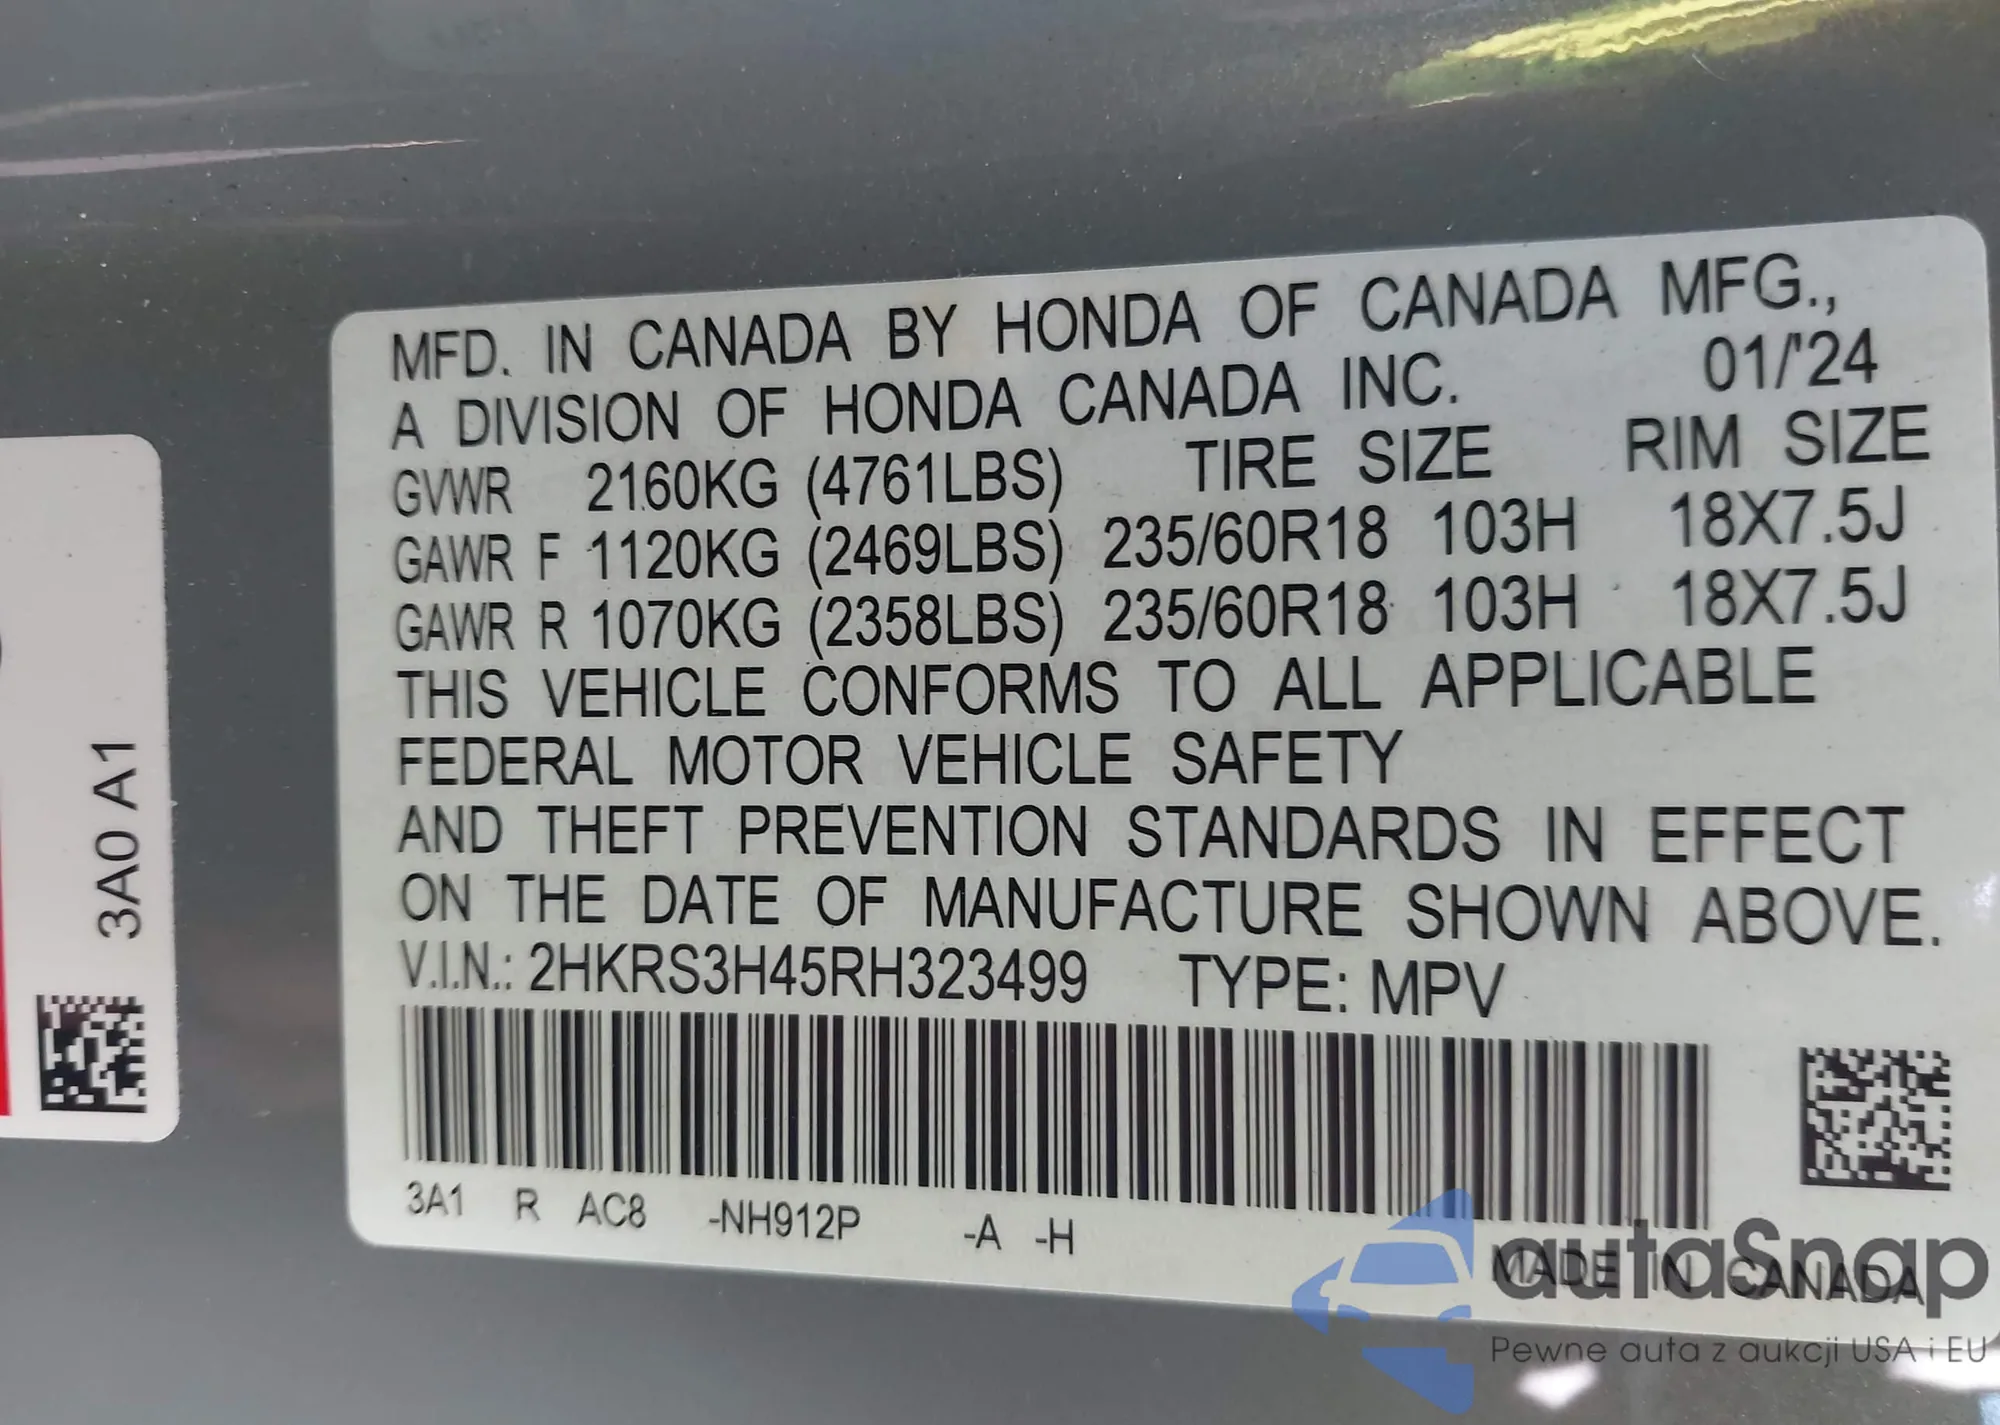 MFD. IN CANADA BY HONDA OF CANADA MFG.,
A DIVISION OF HONDA CANADA INC. 01/'24
GVWR 2160KG (4761LBS) TIRE SIZE RIM SIZE
GAWR F 1120KG (2469LBS) 235/60R18 103H 18X7.5J
GAWR R 1070KG (2358LBS) 235/60R18 103H 18X7.5J
THIS VEHICLE CONFORMS TO ALL APPLICABLE
FEDERAL MOTOR VEHICLE SAFETY
AND THEFT PREVENTION STANDARDS IN EFFECT
ON THE DATE OF MANUFACTURE SHOWN ABOVE.
V.I.N.: 2HKRS3H45RH323499 TYPE: MPV
3A1 R AC8 -NH912P -A -H
MADE IN CANADA
3A0 A1
autaSnap
Pewne auta z aukcji USA i EU